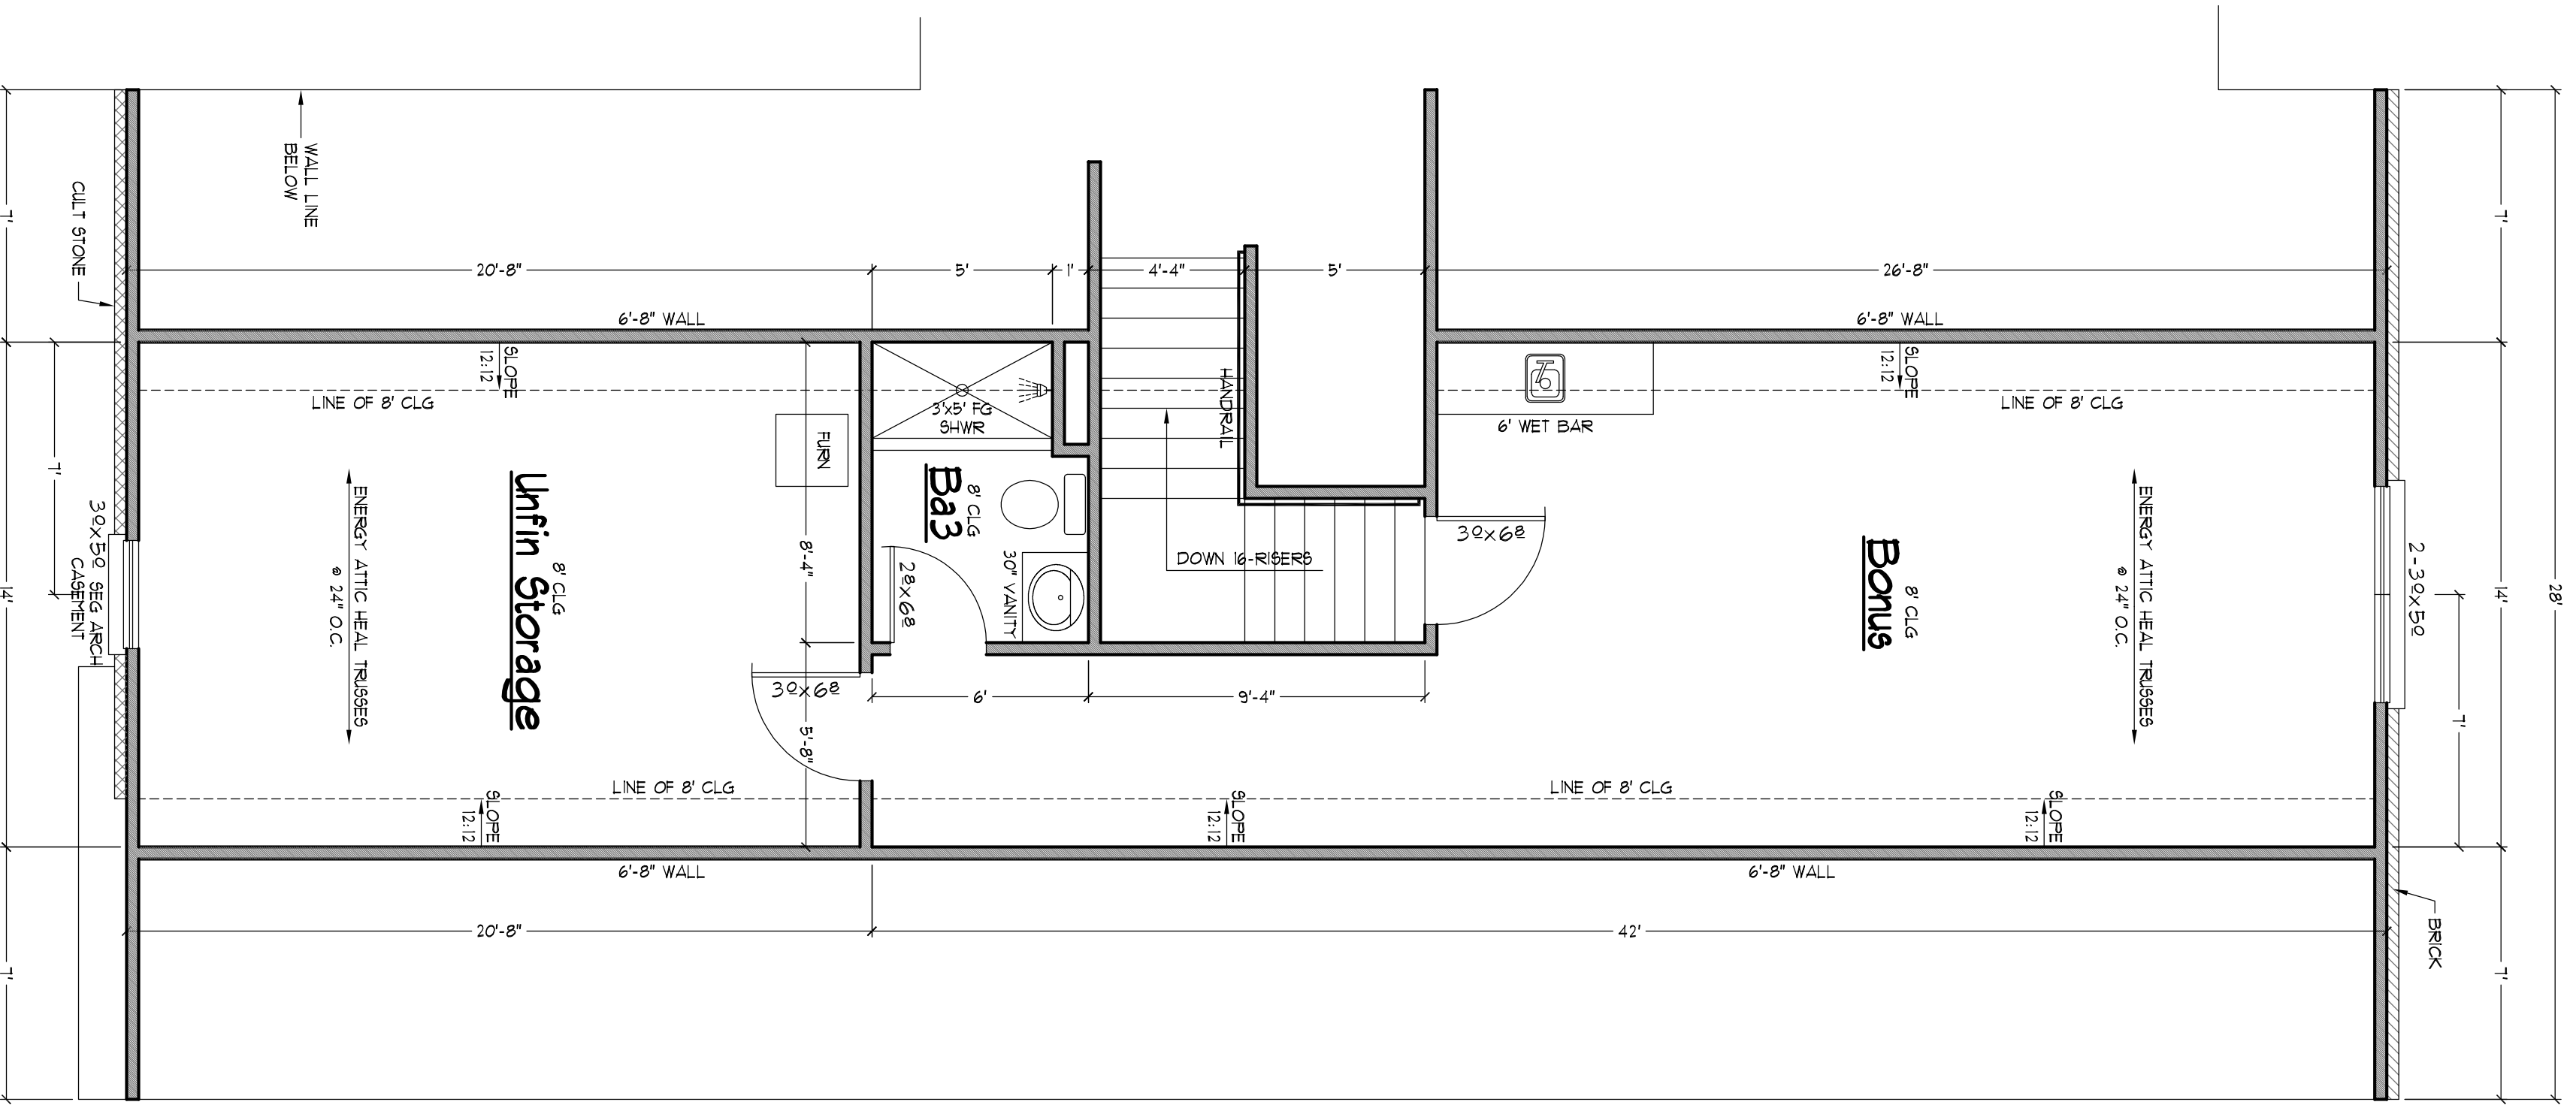 WALL LINE
BELOW
CULT STONE
7'
7'
28'
20'-8"
5'
1'
4'-4"
5'
26'-8"
6'-8" WALL
6'-8" WALL
SLOPE
12:12
LINE OF 8' CLG
SLOPE
12:12
LINE OF 8' CLG
3'x5' FG
SHWR
FURN
HANDRAIL
6' WET BAR
7'
ENERGY ATTIC HEAL TRUSSES
@ 24" O.C.
8' CLG
Unfin Storage
8' CLG
Ba3
30" VANITY
2⁸x6⁸
8'-4"
DOWN 16-RISERS
3⁰x6⁸
8' CLG
Bonus
ENERGY ATTIC HEAL TRUSSES
@ 24" O.C.
2-3⁰x5⁰
14'
14'
3⁰x5⁰ SEG ARCH
CASEMENT
3⁰x6⁸
6'
9'-4"
7'
5'-8"
LINE OF 8' CLG
LINE OF 8' CLG
SLOPE
12:12
SLOPE
12:12
SLOPE
12:12
6'-8" WALL
6'-8" WALL
20'-8"
42'
BRICK
7'
7'